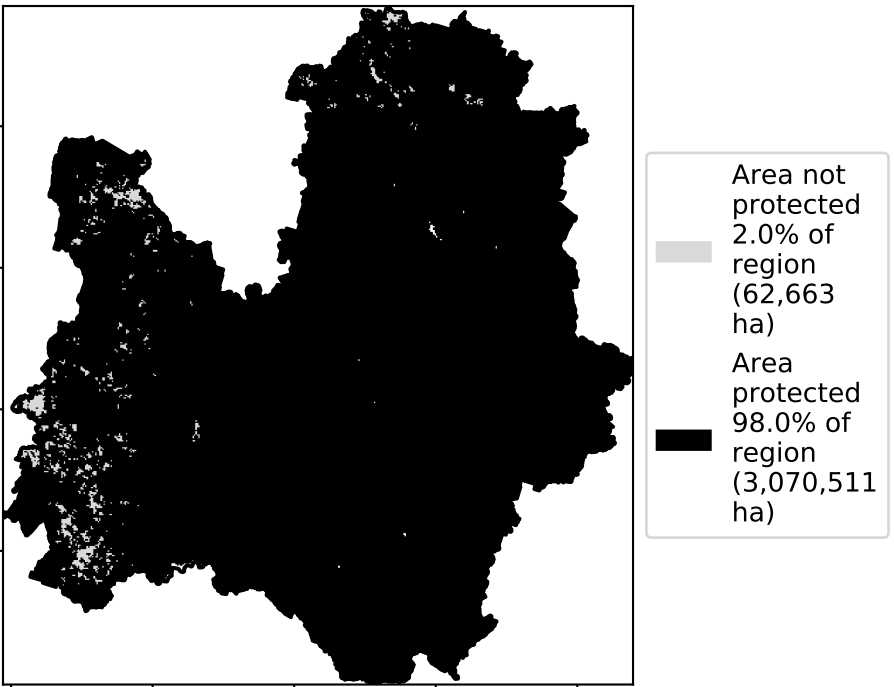 Area not
protected
2.0% of
region
(62,663
ha)
Area
protected
98.0% of
region
(3,070,511
ha)